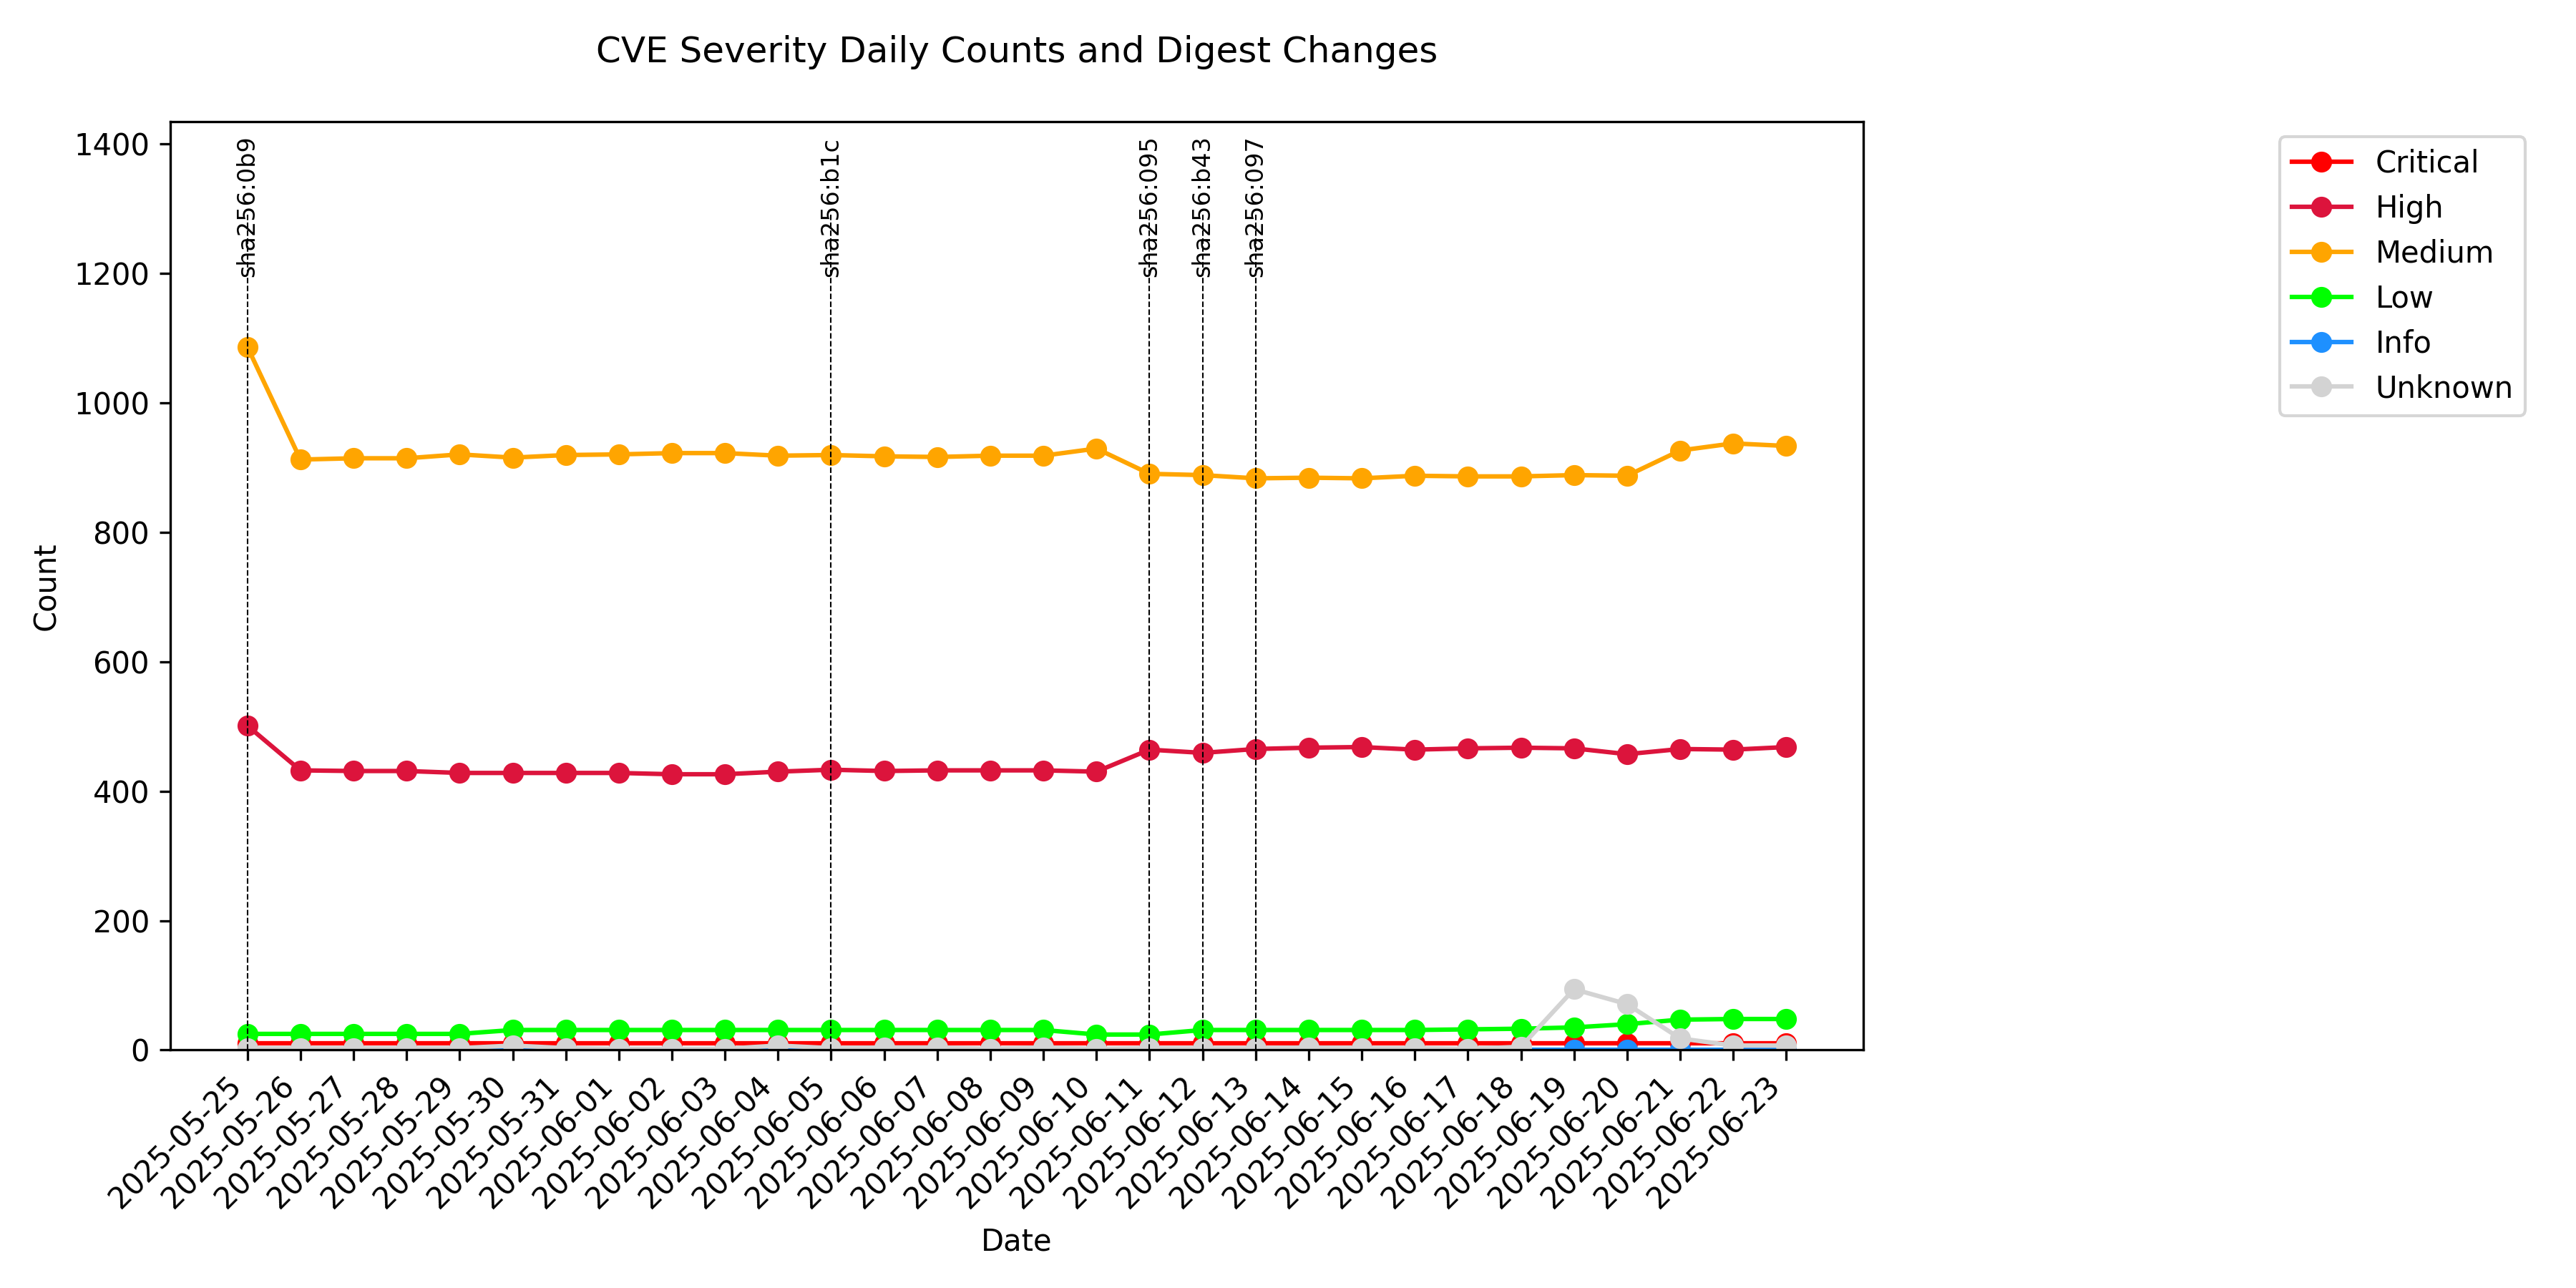 CVE Severity Daily Counts and Digest Changes
1400
1200
1000
800
600
400
200
0
Count
sha256:0b9
sha256:b1c
sha256:095
sha256:b43
sha256:097
Critical
High
Medium
Low
Info
Unknown
2025-05-25
2025-05-26
2025-05-27
2025-05-28
2025-05-29
2025-05-30
2025-05-31
2025-06-01
2025-06-02
2025-06-03
2025-06-04
2025-06-05
2025-06-06
2025-06-07
2025-06-08
2025-06-09
2025-06-10
2025-06-11
2025-06-12
2025-06-13
2025-06-14
2025-06-15
2025-06-16
2025-06-17
2025-06-18
2025-06-19
2025-06-20
2025-06-21
2025-06-22
2025-06-23
Date